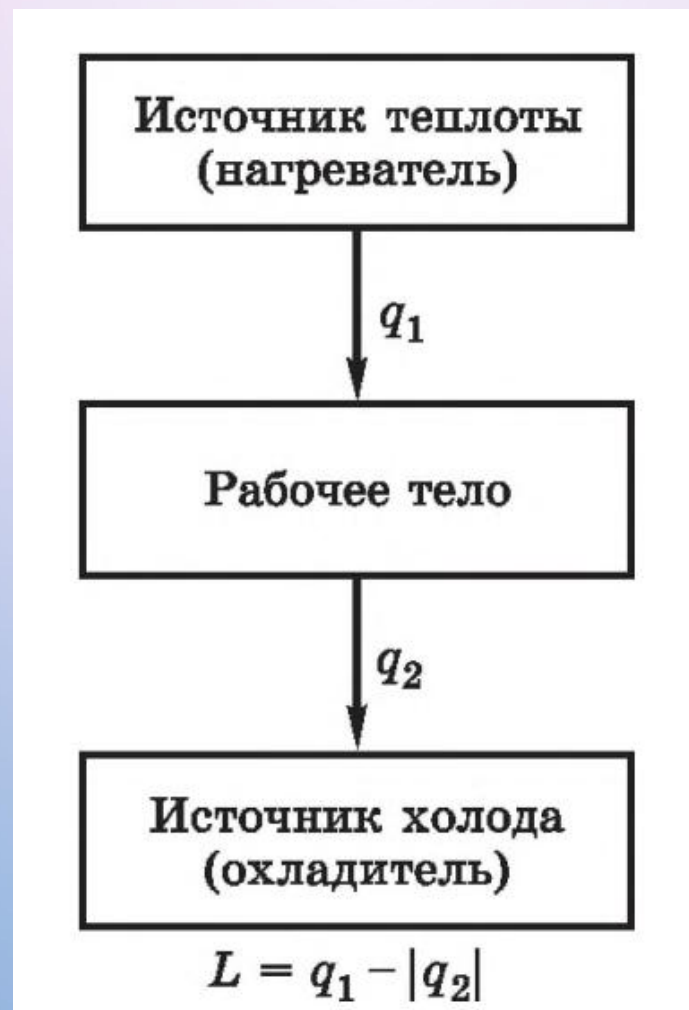 Источник теплоты
(нагреватель)
q₁
Рабочее тело
q₂
Источник холода
(охладитель)
L = q₁ − |q₂|